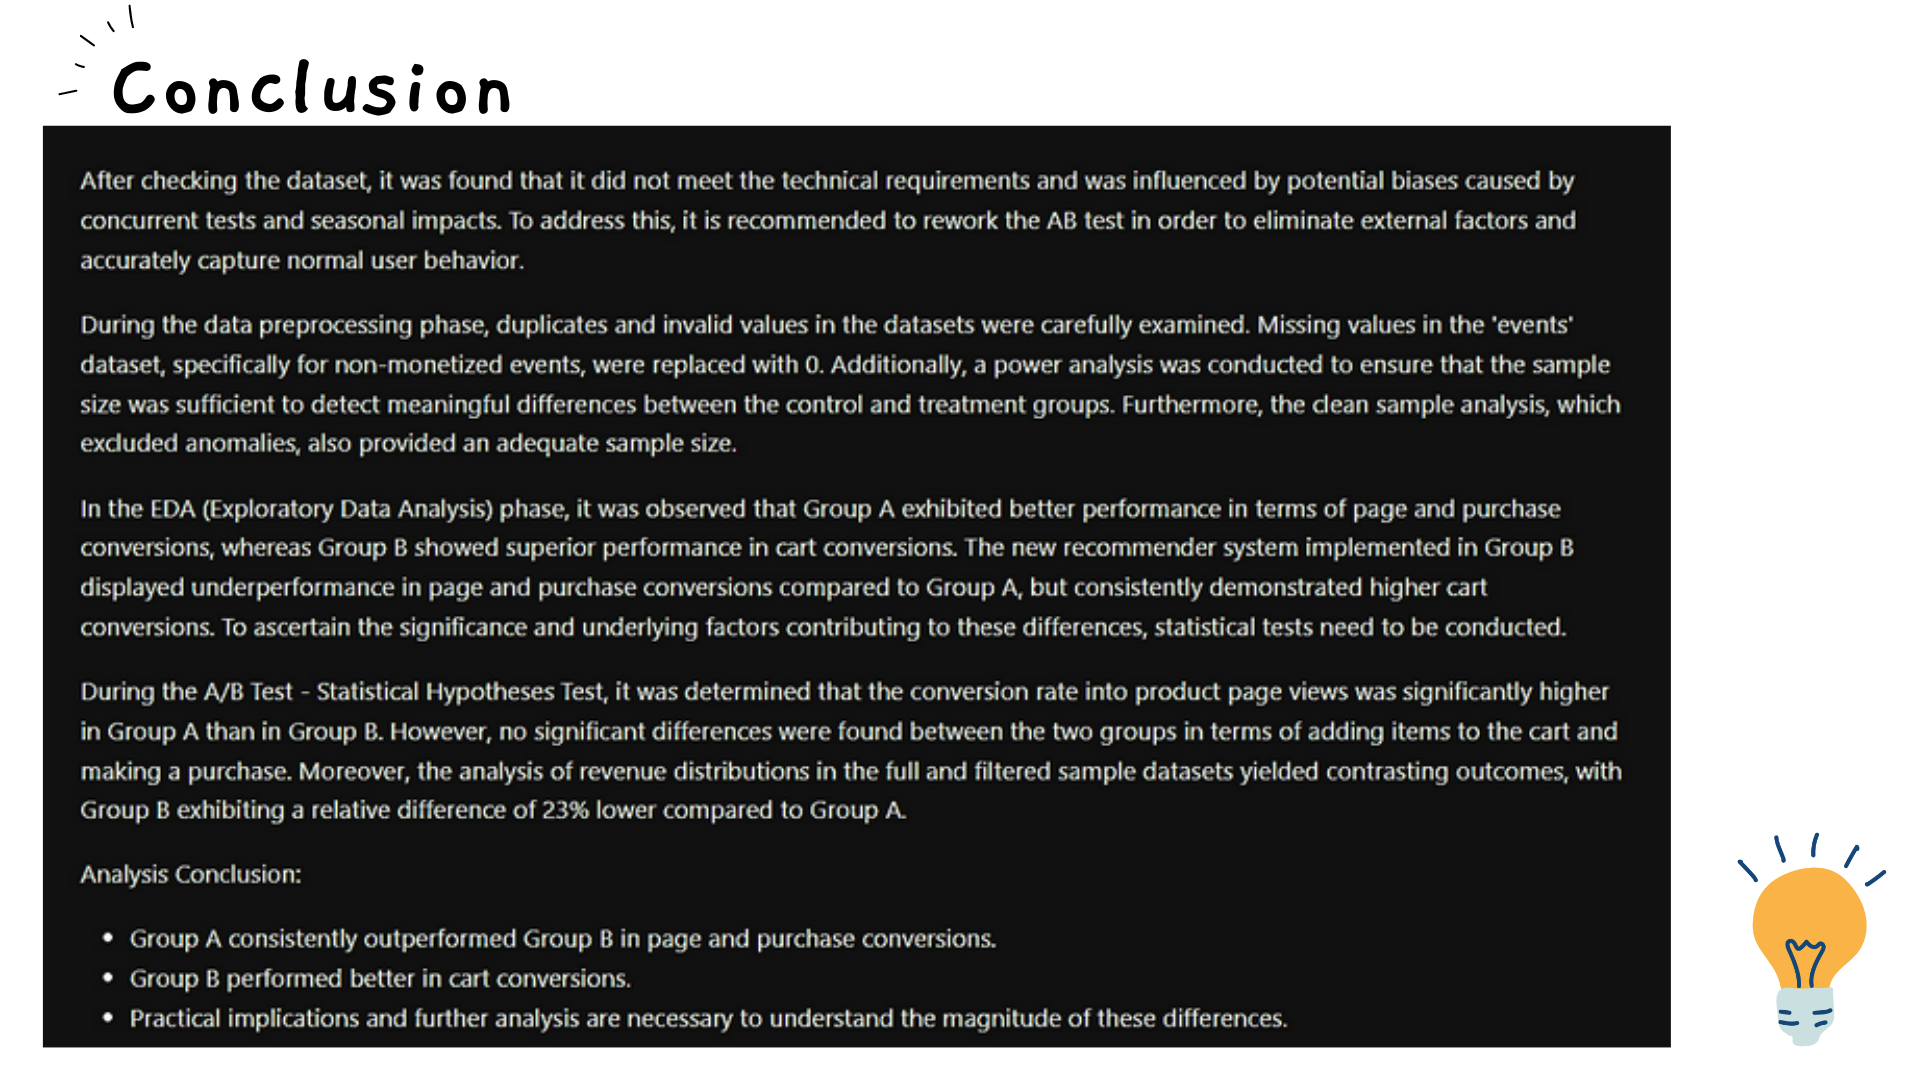 Conclusion
After checking the dataset, it was found that it did not meet the technical requirements and was influenced by potential biases caused by
concurrent tests and seasonal impacts. To address this, it is recommended to rework the AB test in order to eliminate external factors and
accurately capture normal user behavior.
During the data preprocessing phase, duplicates and invalid values in the datasets were carefully examined. Missing values in the 'events'
dataset, specifically for non-monetized events, were replaced with 0. Additionally, a power analysis was conducted to ensure that the sample
size was sufficient to detect meaningful differences between the control and treatment groups. Furthermore, the clean sample analysis, which
excluded anomalies, also provided an adequate sample size.
In the EDA (Exploratory Data Analysis) phase, it was observed that Group A exhibited better performance in terms of page and purchase
conversions, whereas Group B showed superior performance in cart conversions. The new recommender system implemented in Group B
displayed underperformance in page and purchase conversions compared to Group A, but consistently demonstrated higher cart
conversions. To ascertain the significance and underlying factors contributing to these differences, statistical tests need to be conducted.
During the A/B Test - Statistical Hypotheses Test, it was determined that the conversion rate into product page views was significantly higher
in Group A than in Group B. However, no significant differences were found between the two groups in terms of adding items to the cart and
making a purchase. Moreover, the analysis of revenue distributions in the full and filtered sample datasets yielded contrasting outcomes, with
Group B exhibiting a relative difference of 23% lower compared to Group A.
Analysis Conclusion:
• Group A consistently outperformed Group B in page and purchase conversions.
• Group B performed better in cart conversions.
• Practical implications and further analysis are necessary to understand the magnitude of these differences.